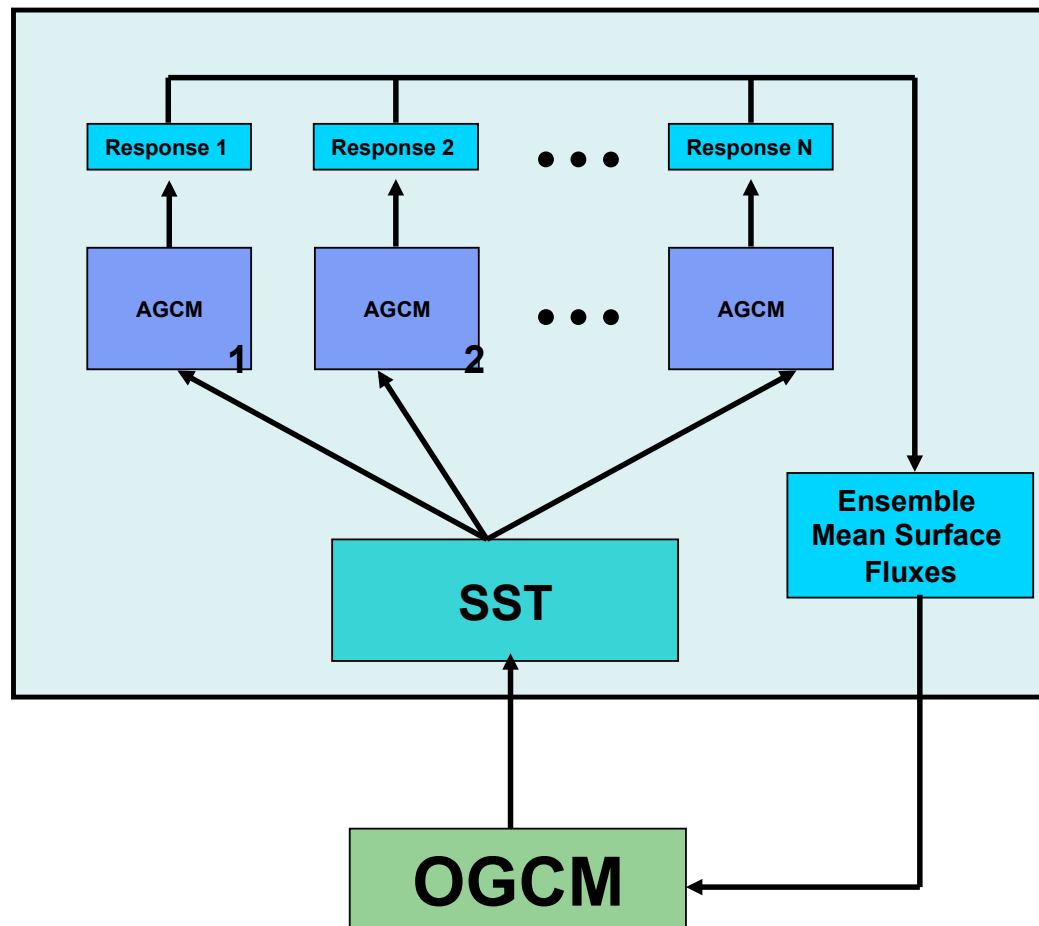 Response 1
Response 2
Response N
AGCM
1
AGCM
2
AGCM
Ensemble
Mean Surface
Fluxes
SST
OGCM